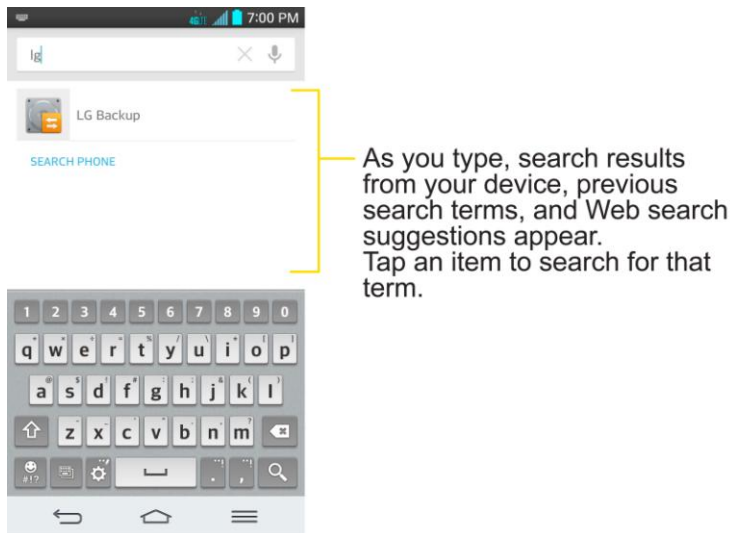 4G 7:00 PM
lg
LG Backup
SEARCH PHONE
As you type, search results
from your device, previous
search terms, and Web search
suggestions appear.
Tap an item to search for that
term.
1 2 3 4 5 6 7 8 9 0
q w e r t y u i o p
a s d f g h j k l
z x c v b n m
#!? . ,